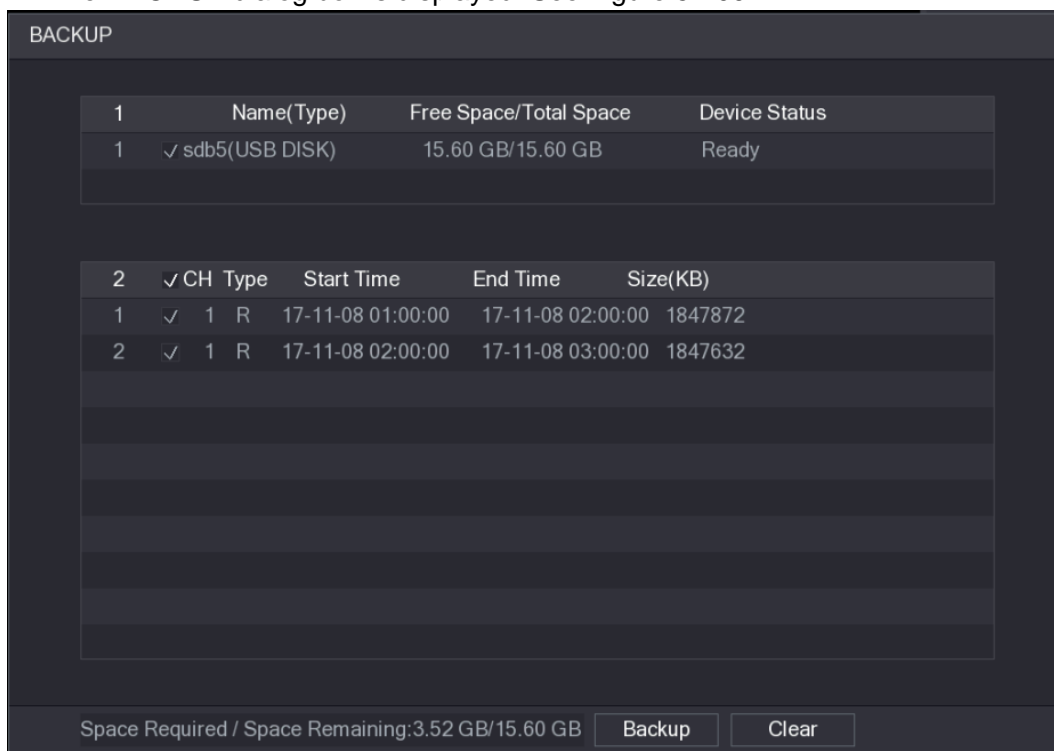 BACKUP
1 Name(Type) Free Space/Total Space Device Status
1 sdb5(USB DISK) 15.60 GB/15.60 GB Ready
2 CH Type Start Time End Time Size(KB)
1 1 R 17-11-08 01:00:00 17-11-08 02:00:00 1847872
2 1 R 17-11-08 02:00:00 17-11-08 03:00:00 1847632
Space Required / Space Remaining:3.52 GB/15.60 GB Backup Clear